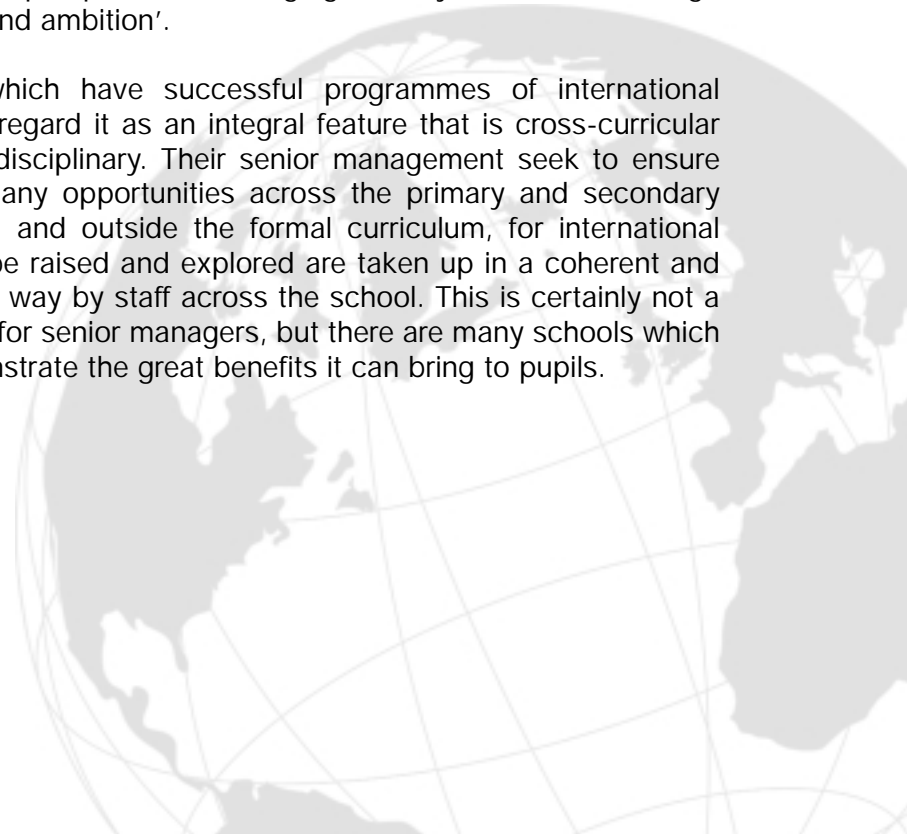 nd ambition'.
which have successful programmes of international
regard it as an integral feature that is cross-curricular
disciplinary. Their senior management seek to ensure
any opportunities across the primary and secondary
and outside the formal curriculum, for international
be raised and explored are taken up in a coherent and
way by staff across the school. This is certainly not a
for senior managers, but there are many schools which
nstrate the great benefits it can bring to pupils.